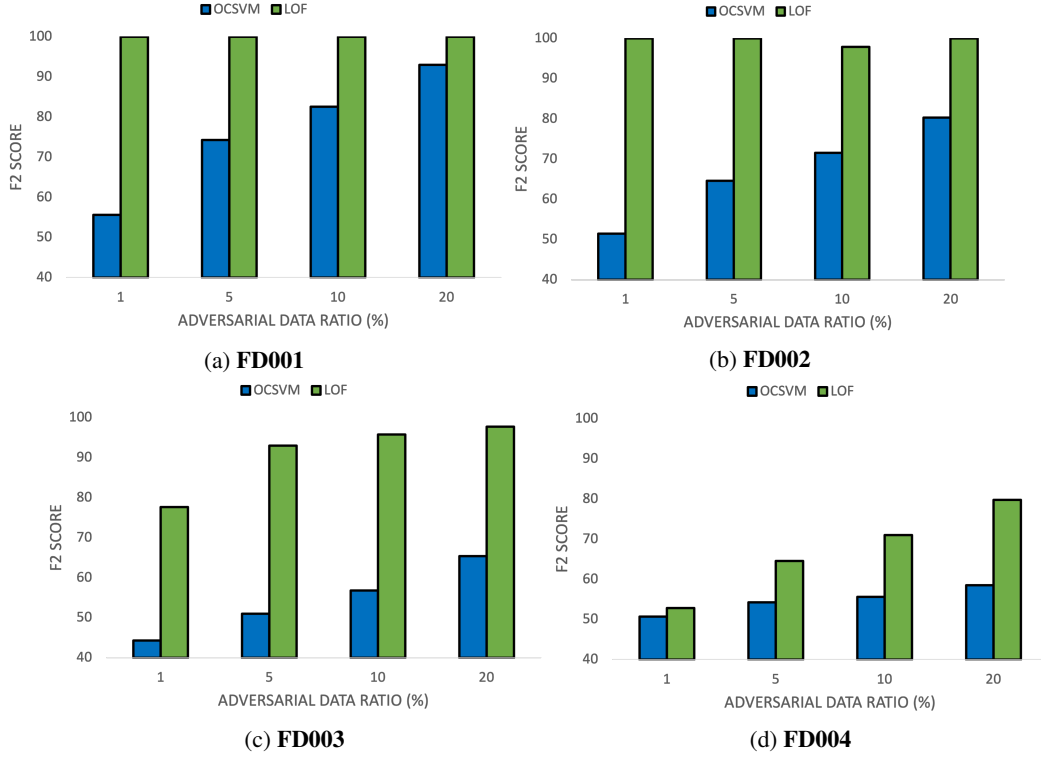 OCSVM LOF
100
90
80
70
60
50
40
F2 SCORE
1 5 10 20
ADVERSARIAL DATA RATIO (%)
(a) FD001
OCSVM LOF
100
90
80
70
60
50
40
F2 SCORE
1 5 10 20
ADVERSARIAL DATA RATIO (%)
(b) FD002
OCSVM LOF
100
90
80
70
60
50
40
F2 SCORE
1 5 10 20
ADVERSARIAL DATA RATIO (%)
(c) FD003
OCSVM LOF
100
90
80
70
60
50
40
F2 SCORE
1 5 10 20
ADVERSARIAL DATA RATIO (%)
(d) FD004